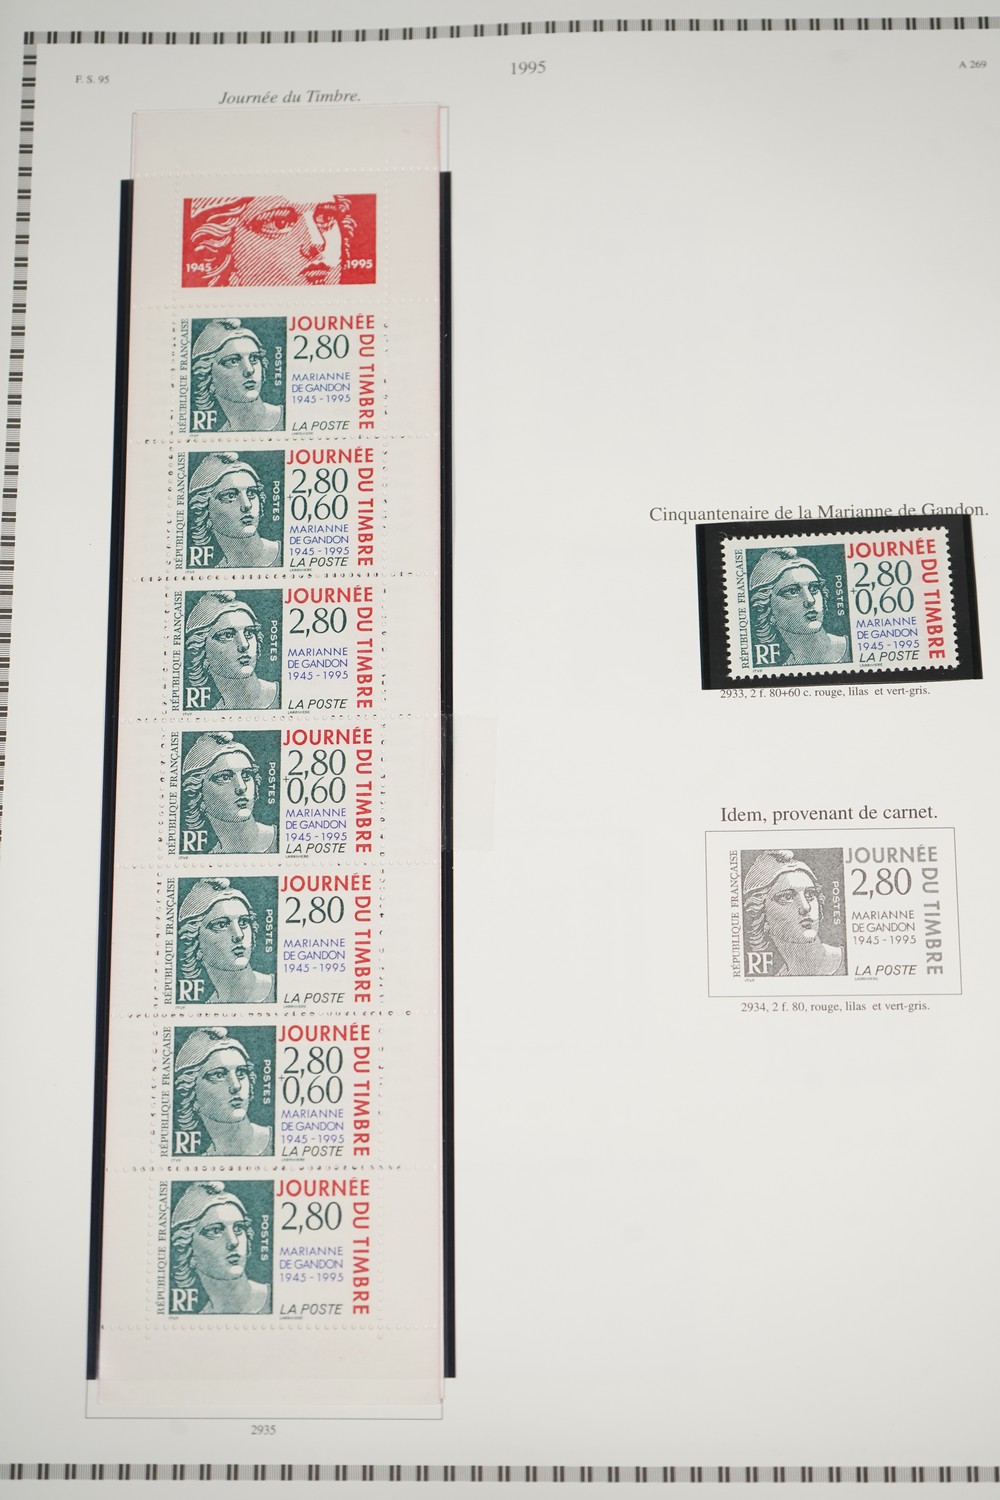 F. S. 95
1995
A 269
Journée du Timbre.
1945
1995
RÉPUBLIQUE FRANÇAISE
RF
POSTES
JOURNÉE
DU TIMBRE
2,80
MARIANNE
DE GANDON
1945-1995
LA POSTE
RÉPUBLIQUE FRANÇAISE
RF
POSTES
JOURNÉE
DU TIMBRE
2,80
+0,60
MARIANNE
DE GANDON
1945-1995
LA POSTE
RÉPUBLIQUE FRANÇAISE
RF
POSTES
JOURNÉE
DU TIMBRE
2,80
MARIANNE
DE GANDON
1945-1995
LA POSTE
RÉPUBLIQUE FRANÇAISE
RF
POSTES
JOURNÉE
DU TIMBRE
2,80
+0,60
MARIANNE
DE GANDON
1945-1995
LA POSTE
RÉPUBLIQUE FRANÇAISE
RF
POSTES
JOURNÉE
DU TIMBRE
2,80
MARIANNE
DE GANDON
1945-1995
LA POSTE
RÉPUBLIQUE FRANÇAISE
RF
POSTES
JOURNÉE
DU TIMBRE
2,80
+0,60
MARIANNE
DE GANDON
1945-1995
LA POSTE
RÉPUBLIQUE FRANÇAISE
RF
POSTES
JOURNÉE
DU TIMBRE
2,80
MARIANNE
DE GANDON
1945-1995
LA POSTE
2935
Cinquantenaire de la Marianne de Gandon.
RÉPUBLIQUE FRANÇAISE
RF
POSTES
JOURNÉE
DU TIMBRE
2,80
+0,60
MARIANNE
DE GANDON
1945-1995
LA POSTE
2933, 2 f. 80+60 c. rouge, lilas et vert-gris.
Idem, provenant de carnet.
RÉPUBLIQUE FRANÇAISE
RF
POSTES
JOURNÉE
DU TIMBRE
2,80
MARIANNE
DE GANDON
1945-1995
LA POSTE
2934, 2 f. 80, rouge, lilas et vert-gris.